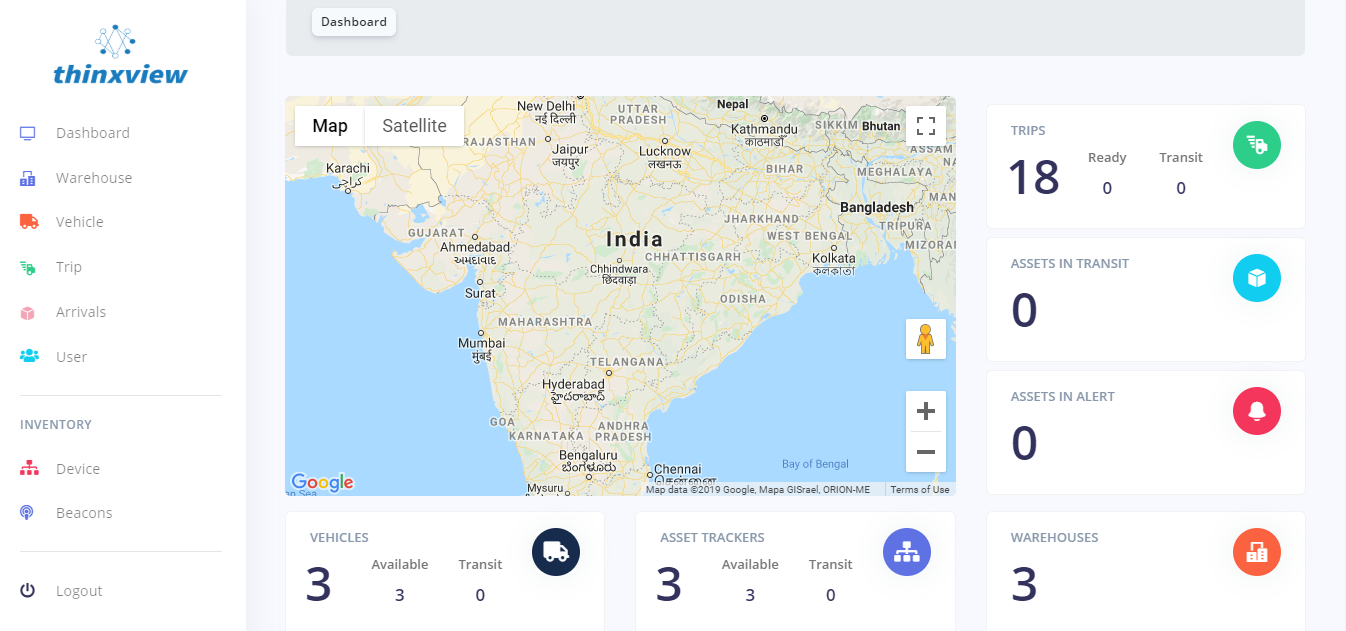 thinxview
Dashboard
Warehouse
Vehicle
Trip
Arrivals
User
INVENTORY
Device
Beacons
Logout
Dashboard
Map
Satellite
New Delhi
नई दिल्ली
UTTAR
PRADESH
Nepal
Kathmandu
काठमाडौं
SIKKIM
Bhutan
RAJASTHAN
Jaipur
जयपुर
Lucknow
लखनऊ
ASSAM
NA
Karachi
کراچی
BIHAR
MEGHALAYA
MAN
Bangladesh
JHARKHAND
TRIPURA
GUJARAT
Ahmedabad
અમદાવાદ
India
WEST BENGAL
MIZORAM
CHHATTISGARH
Kolkata
কলকাতা
Chhindwara
छिंदवाड़ा
Surat
ODISHA
MAHARASHTRA
Mumbai
मुंबई
TELANGANA
Hyderabad
హైదరాబాద్
GOA
KARNATAKA
ANDHRA
PRADESH
Bengaluru
ಬೆಂಗಳೂರು
Bay of Bengal
Chennai
சென்னை
Mysuru
Google
Map data ©2019 Google, Mapa GISrael, ORION-ME
Terms of Use
TRIPS
18
Ready
0
Transit
0
ASSETS IN TRANSIT
0
ASSETS IN ALERT
0
VEHICLES
3
Available
3
Transit
0
ASSET TRACKERS
3
Available
3
Transit
0
WAREHOUSES
3